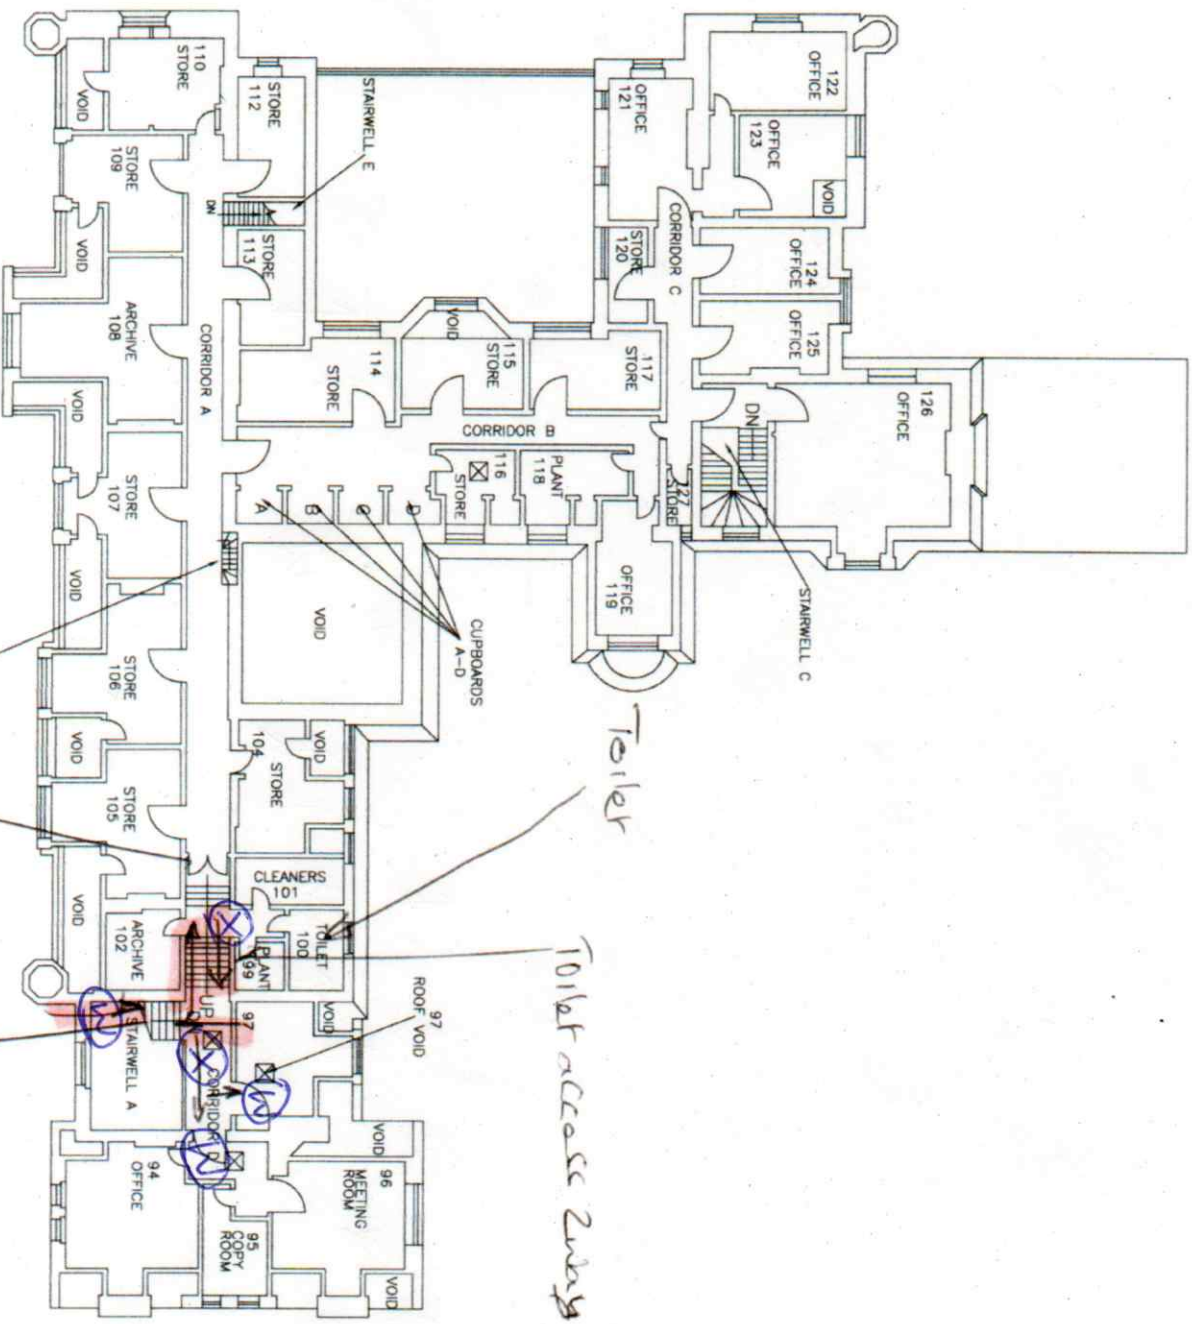 110
STORE
VOID
STORE
112
STAIRWELL E
STORE
109
VOID
DN
STORE
113
ARCHIVE
108
CORRIDOR A
VOID
STORE
107
VOID
STORE
106
VOID
STORE
105
VOID
ARCHIVE
102
122
OFFICE
OFFICE
121
OFFICE
123
VOID
CORRIDOR C
STORE
120
124
OFFICE
OFFICE
125
126
OFFICE
DN
STAIRWELL C
VOID
114
STORE
115
STORE
117
STORE
CORRIDOR B
116
STORE
PLANT
118
127
STORE
OFFICE
119
A
B
C
D
CUPBOARDS
A-D
VOID
104
STORE
VOID
CLEANERS
101
TOILET
100
PLANT
99
UP
97
VOID
97
ROOF VOID
STAIRWELL A
CORRIDOR D
VOID
94
OFFICE
95
COPY
ROOM
96
MEETING
ROOM
VOID
Toilet
Toilet access 2way
X
X
W
W
W